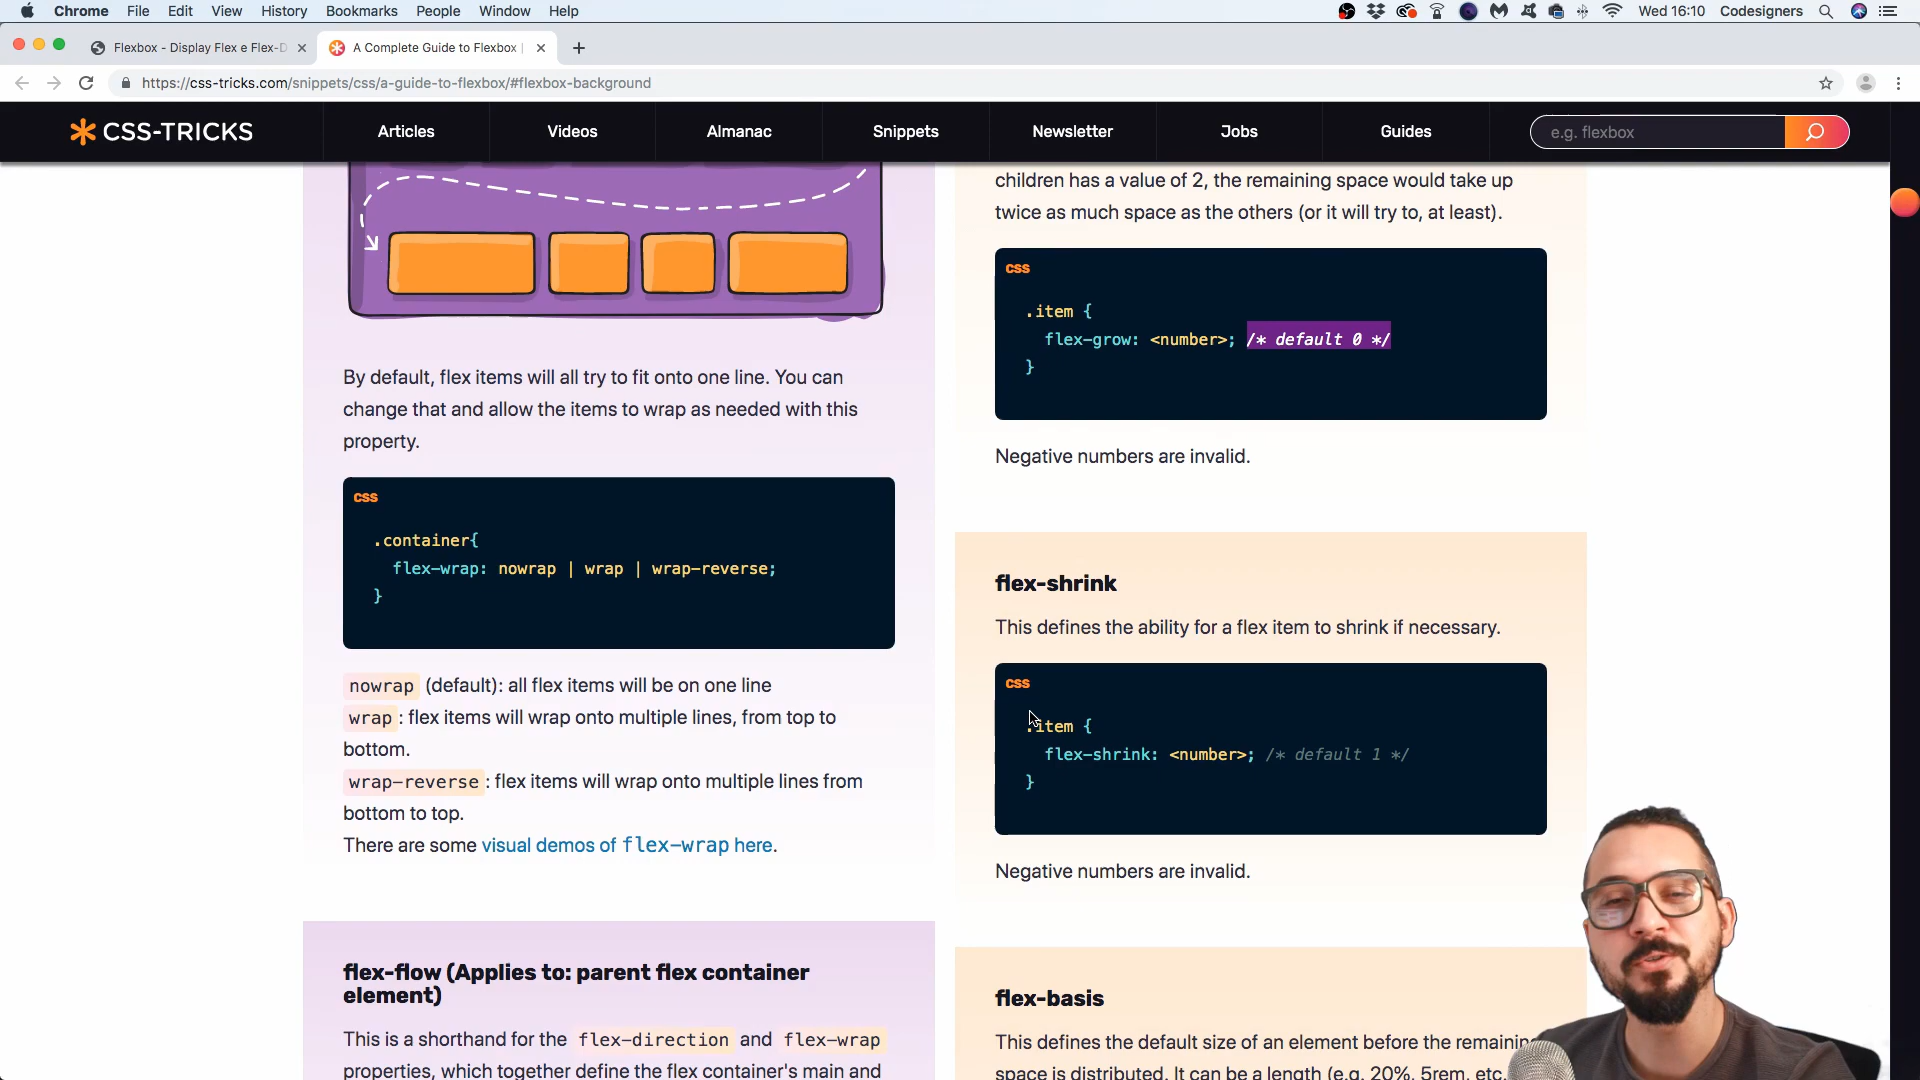 Chrome File Edit View History Bookmarks People Window Help
Wed 16:10 Codesigners
Flexbox - Display Flex e Flex-D
A Complete Guide to Flexbox |
https://css-tricks.com/snippets/css/a-guide-to-flexbox/#flexbox-background
CSS-TRICKS Articles Videos Almanac Snippets Newsletter Jobs Guides e.g. flexbox
By default, flex items will all try to fit onto one line. You can
change that and allow the items to wrap as needed with this
property.
CSS
.container{
flex-wrap: nowrap | wrap | wrap-reverse;
}
nowrap (default): all flex items will be on one line
wrap : flex items will wrap onto multiple lines, from top to
bottom.
wrap-reverse : flex items will wrap onto multiple lines from
bottom to top.
There are some visual demos of flex-wrap here.
flex-flow (Applies to: parent flex container
element)
This is a shorthand for the flex-direction and flex-wrap
properties, which together define the flex container's main and
children has a value of 2, the remaining space would take up
twice as much space as the others (or it will try to, at least).
CSS
.item {
flex-grow: <number>; /* default 0 */
}
Negative numbers are invalid.
flex-shrink
This defines the ability for a flex item to shrink if necessary.
CSS
.item {
flex-shrink: <number>; /* default 1 */
}
Negative numbers are invalid.
flex-basis
This defines the default size of an element before the remaining
space is distributed. It can be a length (e.g. 20%, 5rem, etc.